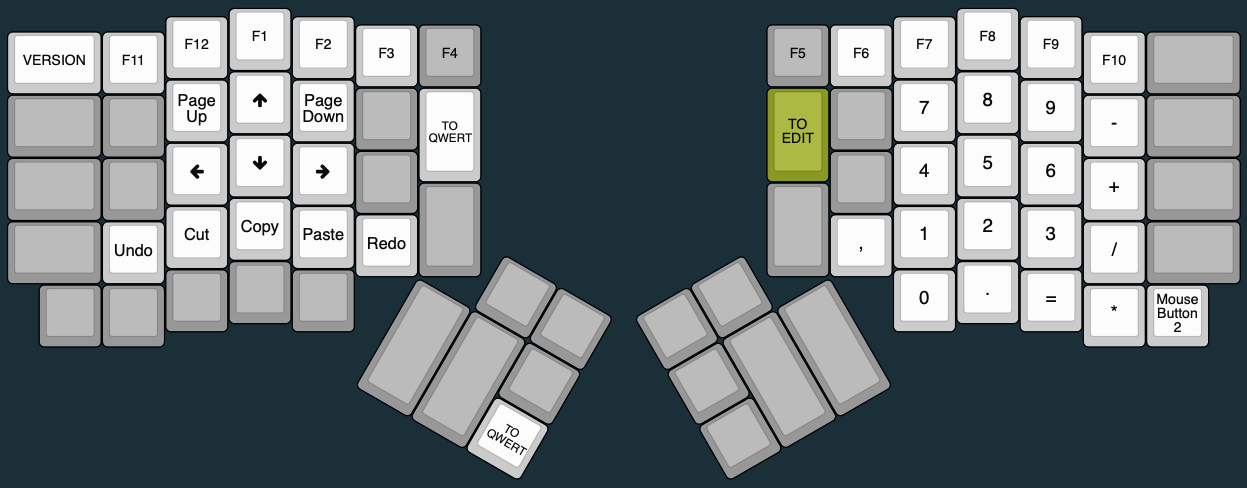 VERSION
F11
F12
F1
F2
F3
F4
Page
Up
↑
Page
Down
TO
QWERT
←
↓
→
Undo
Cut
Copy
Paste
Redo
TO
QWERT
F5
F6
F7
F8
F9
F10
TO
EDIT
7
8
9
-
4
5
6
+
,
1
2
3
/
0
.
=
*
Mouse
Button
2